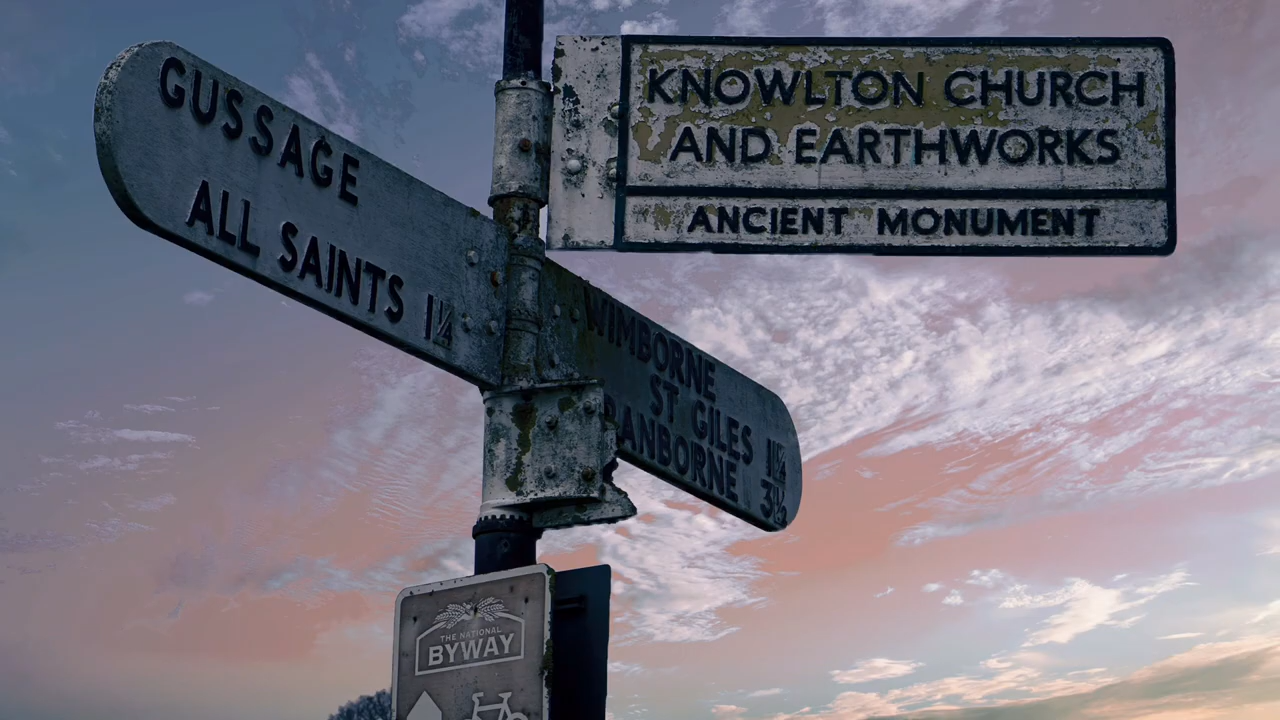 GUSSAGE
ALL SAINTS 1¼
KNOWLTON CHURCH
AND EARTHWORKS
ANCIENT MONUMENT
WIMBORNE
ST GILES 1¼
3½
THE NATIONAL
BYWAY